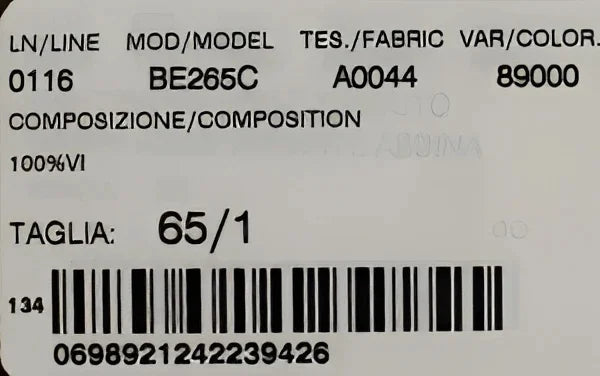 LN/LINE MOD/MODEL TES./FABRIC VAR/COLOR.
0116 BE265C A0044 89000
COMPOSIZIONE/COMPOSITION
100%VI
TAGLIA: 65/1
134
0698921242239426